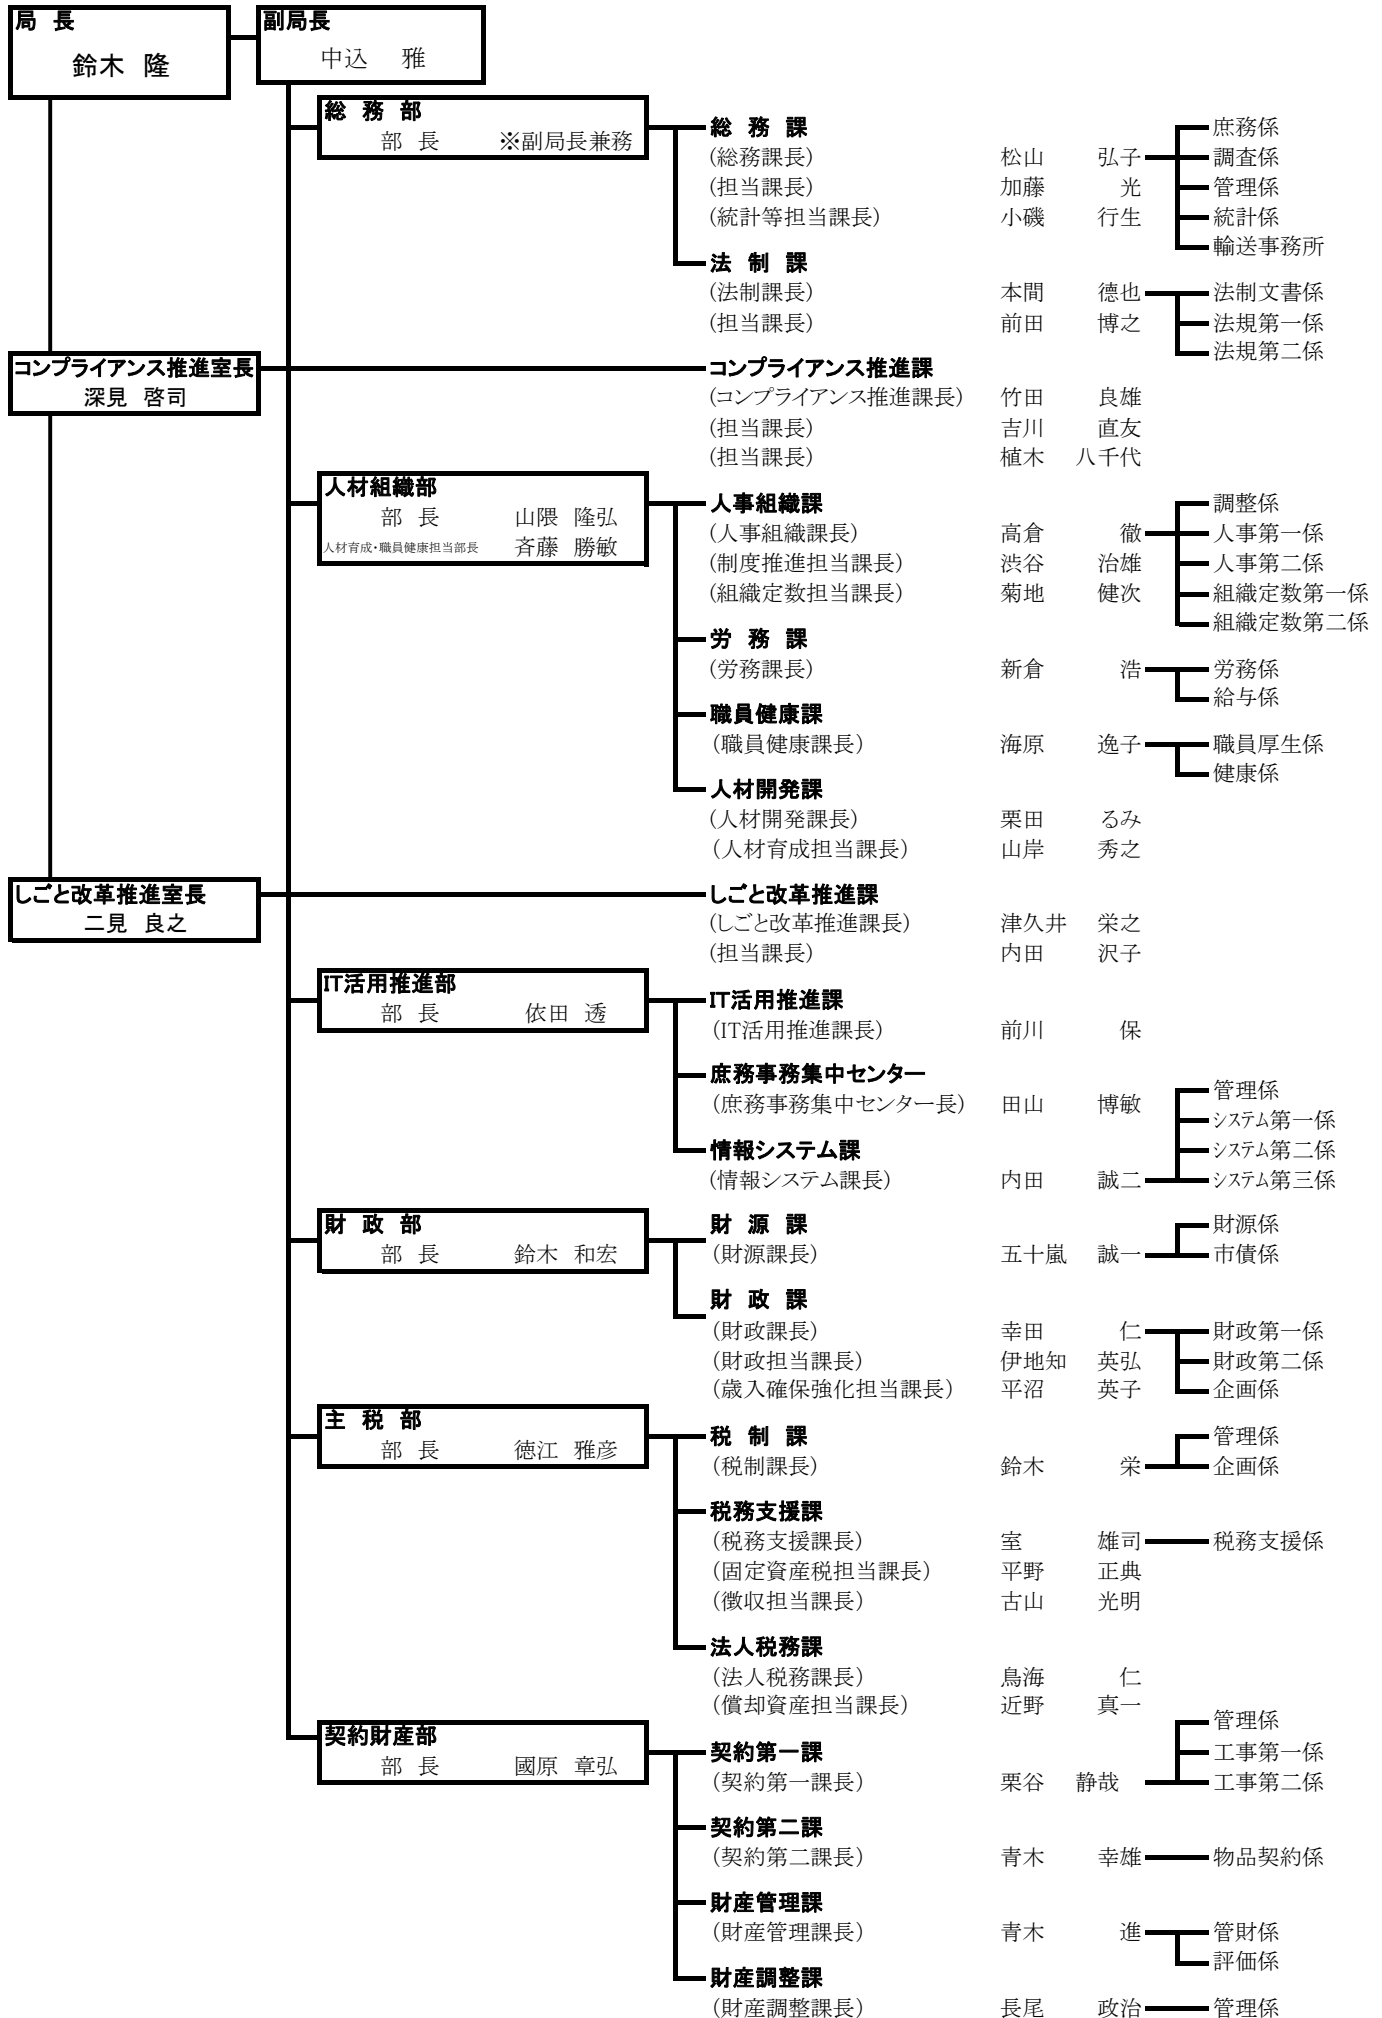 局　長
鈴木　隆
副局長
中込　雅
総　務　部
部　長　※副局長兼務
総　務　課
(総務課長)　松山　弘子
(担当課長)　加藤　光
(統計等担当課長)　小磯　行生
庶務係
調査係
管理係
統計係
輸送事務所
法　制　課
(法制課長)　本間　德也
(担当課長)　前田　博之
法制文書係
法規第一係
法規第二係
コンプライアンス推進室長
深見　啓司
コンプライアンス推進課
(コンプライアンス推進課長)　竹田　良雄
(担当課長)　吉川　直友
(担当課長)　植木　八千代
人材組織部
部　長　山隈　隆弘
人材育成・職員健康担当部長　斉藤　勝敏
人事組織課
(人事組織課長)　高倉　徹
(制度推進担当課長)　渋谷　治雄
(組織定数担当課長)　菊地　健次
調整係
人事第一係
人事第二係
組織定数第一係
組織定数第二係
労　務　課
(労務課長)　新倉　浩
労務係
給与係
職員健康課
(職員健康課長)　海原　逸子
職員厚生係
健康係
人材開発課
(人材開発課長)　栗田　るみ
(人材育成担当課長)　山岸　秀之
しごと改革推進室長
二見　良之
しごと改革推進課
(しごと改革推進課長)　津久井　栄之
(担当課長)　内田　沢子
IT活用推進部
部　長　依田　透
IT活用推進課
(IT活用推進課長)　前川　保
庶務事務集中センター
(庶務事務集中センター長)　田山　博敏
情報システム課
(情報システム課長)　内田　誠二
管理係
システム第一係
システム第二係
システム第三係
財　政　部
部　長　鈴木　和宏
財　源　課
(財源課長)　五十嵐　誠一
財源係
市債係
財　政　課
(財政課長)　幸田　仁
(財政担当課長)　伊地知　英弘
(歳入確保強化担当課長)　平沼　英子
財政第一係
財政第二係
企画係
主　税　部
部　長　徳江　雅彦
税　制　課
(税制課長)　鈴木　栄
管理係
企画係
税務支援課
(税務支援課長)　室　雄司
(固定資産税担当課長)　平野　正典
(徴収担当課長)　古山　光明
税務支援係
法人税務課
(法人税務課長)　鳥海　仁
(償却資産担当課長)　近野　真一
契約財産部
部　長　國原　章弘
契約第一課
(契約第一課長)　栗谷　静哉
管理係
工事第一係
工事第二係
契約第二課
(契約第二課長)　青木　幸雄
物品契約係
財産管理課
(財産管理課長)　青木　進
管財係
評価係
財産調整課
(財産調整課長)　長尾　政治
管理係